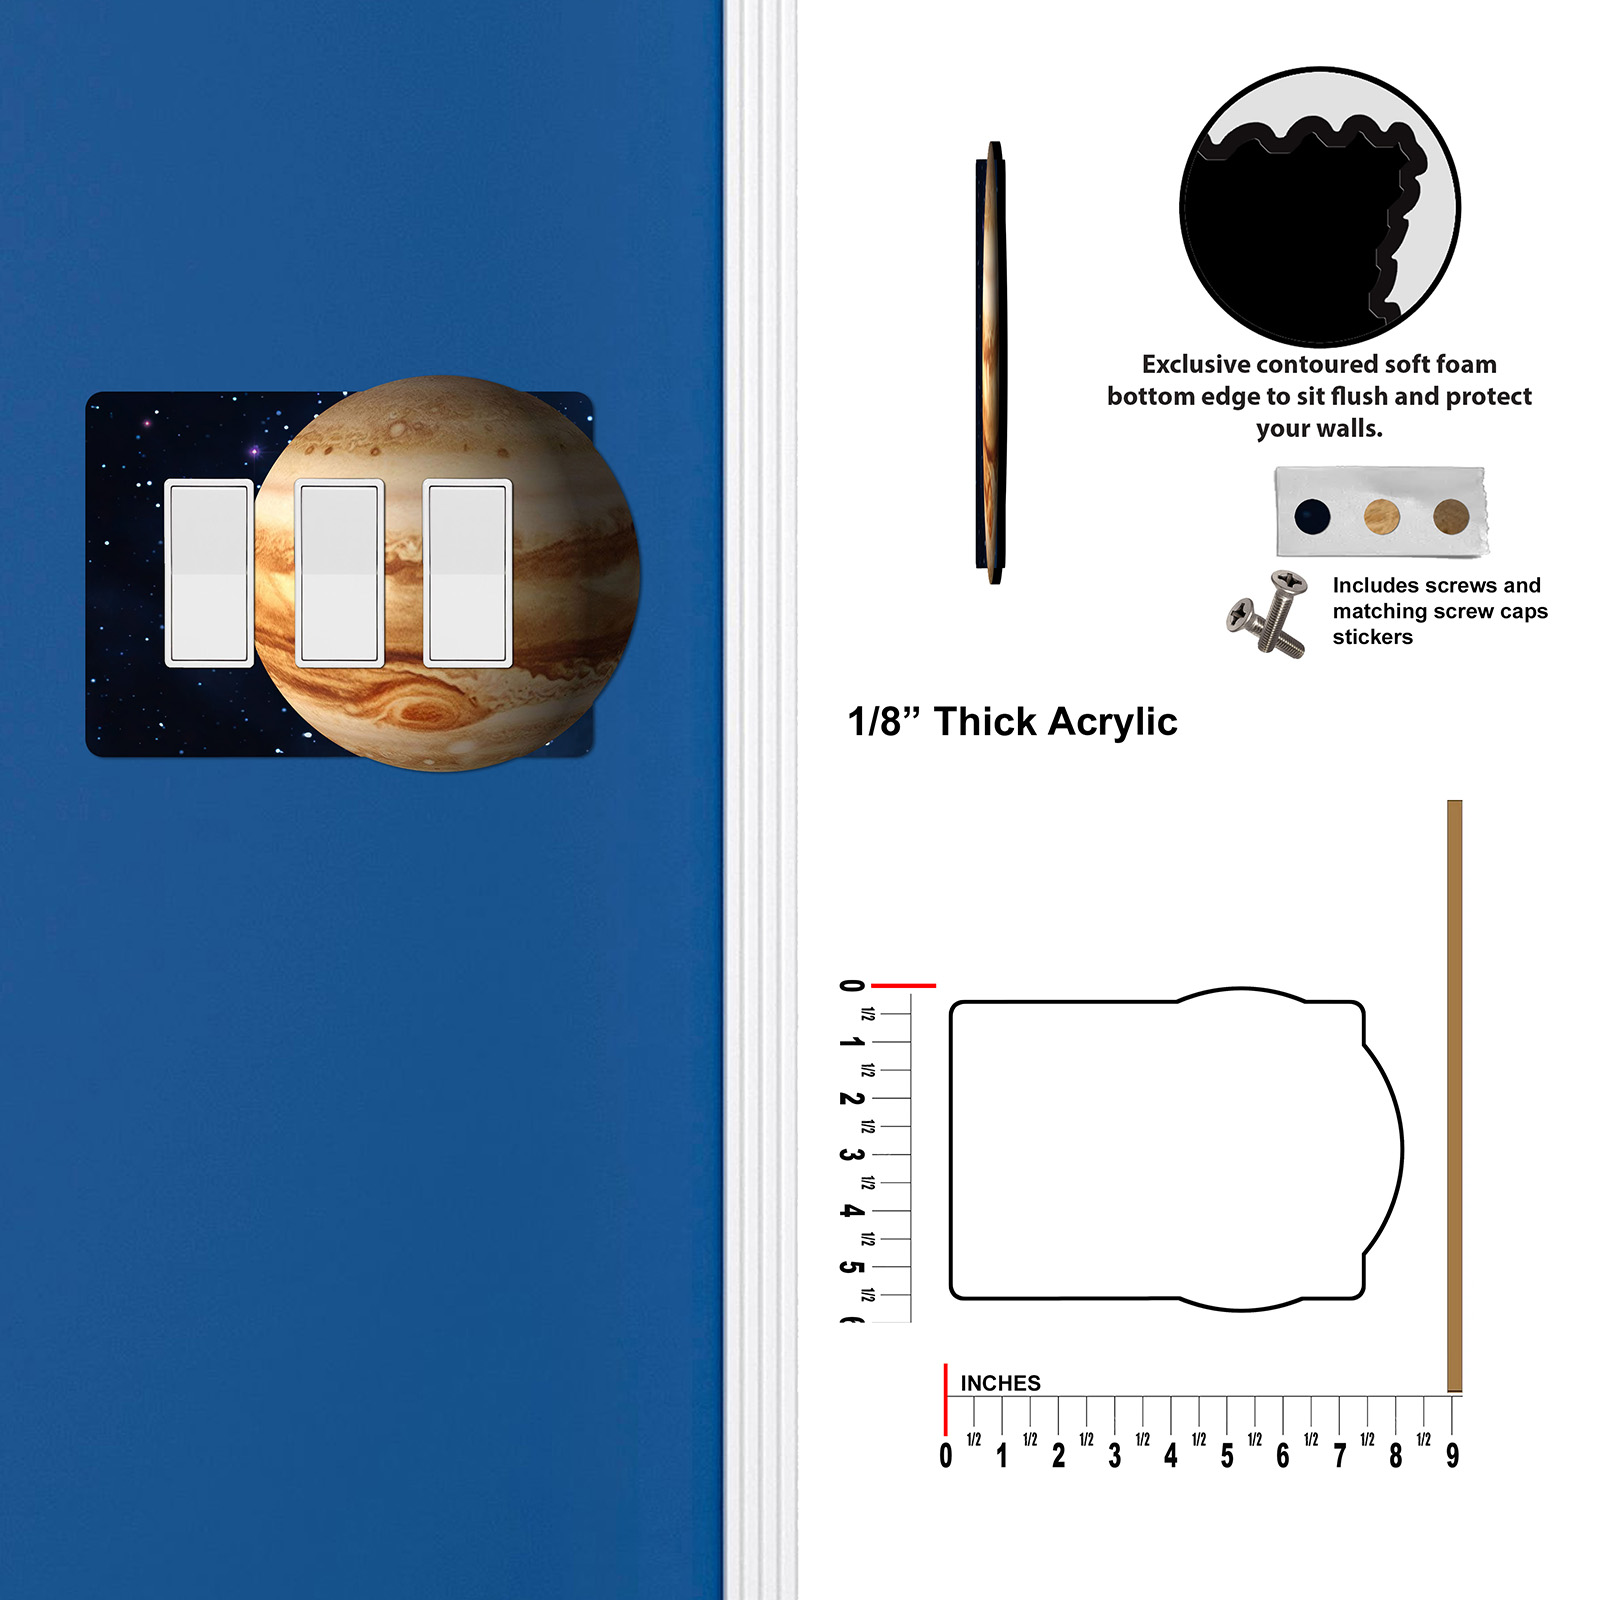 Exclusive contoured soft foam
bottom edge to sit flush and protect
your walls.
Includes screws and
matching screw caps
stickers
1/8” Thick Acrylic
0
1/2
1
1/2
2
1/2
3
1/2
4
1/2
5
1/2
INCHES
0 1/2 1 1/2 2 1/2 3 1/2 4 1/2 5 1/2 6 1/2 7 1/2 8 1/2 9